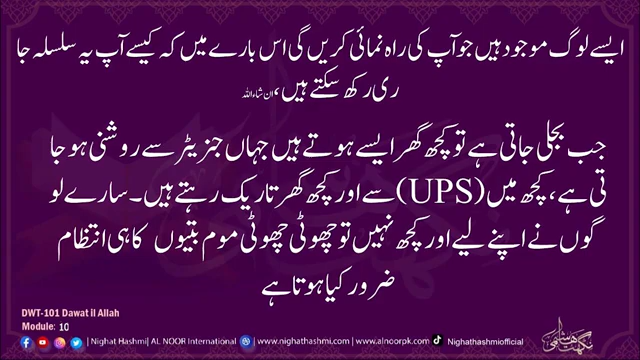 ایسے لوگ موجود ہیں جو آپ کی راہ نمائی کریں گی اس بارے میں کہ کیسے آپ یہ سلسلہ جا
ری رکھ سکتے ہیں، ان شاء اللہ
جب بجلی جاتی ہے تو کچھ گھر ایسے ہوتے ہیں جہاں جنریٹر سے روشنی ہو جا
تی ہے، کچھ میں (UPS) سے اور کچھ گھر تاریک رہتے ہیں۔ سارے لو
گوں نے اپنے لیے اور کچھ نہیں تو چھوٹی چھوٹی موم بتیوں کا ہی انتظام
ضرور کیا ہوتا ہے
DWT-101 Dawat il Allah
Module: 10
| Nighat Hashmi| AL NOOR International | www.nighathashmi.com | www.alnoorpk.com | Nighathashmiofficial